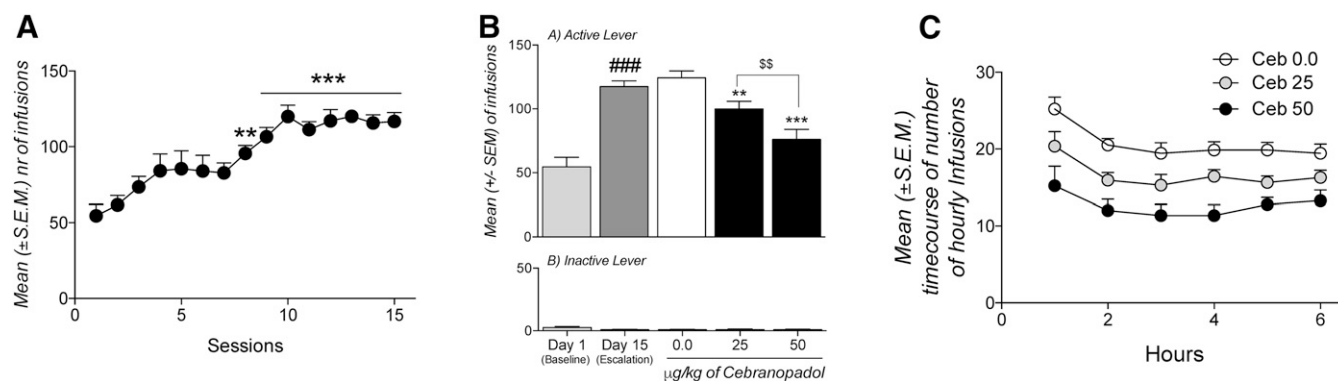 A
Mean (±S.E.M.) nr of infusions
150
100
50
0
***
**
0
5
10
15
Sessions
B
A) Active Lever
Mean (+/- SEM) of infusions
150
100
50
0
###
$$
**
***
B) Inactive Lever
50
0
Day 1
(Baseline)
Day 15
(Escalation)
0.0
25
50
µg/kg of Cebranopadol
C
Ceb 0.0
Ceb 25
Ceb 50
Mean (±S.E.M.)
timecourse of number
of hourly Infusions
30
20
10
0
0
2
4
6
Hours